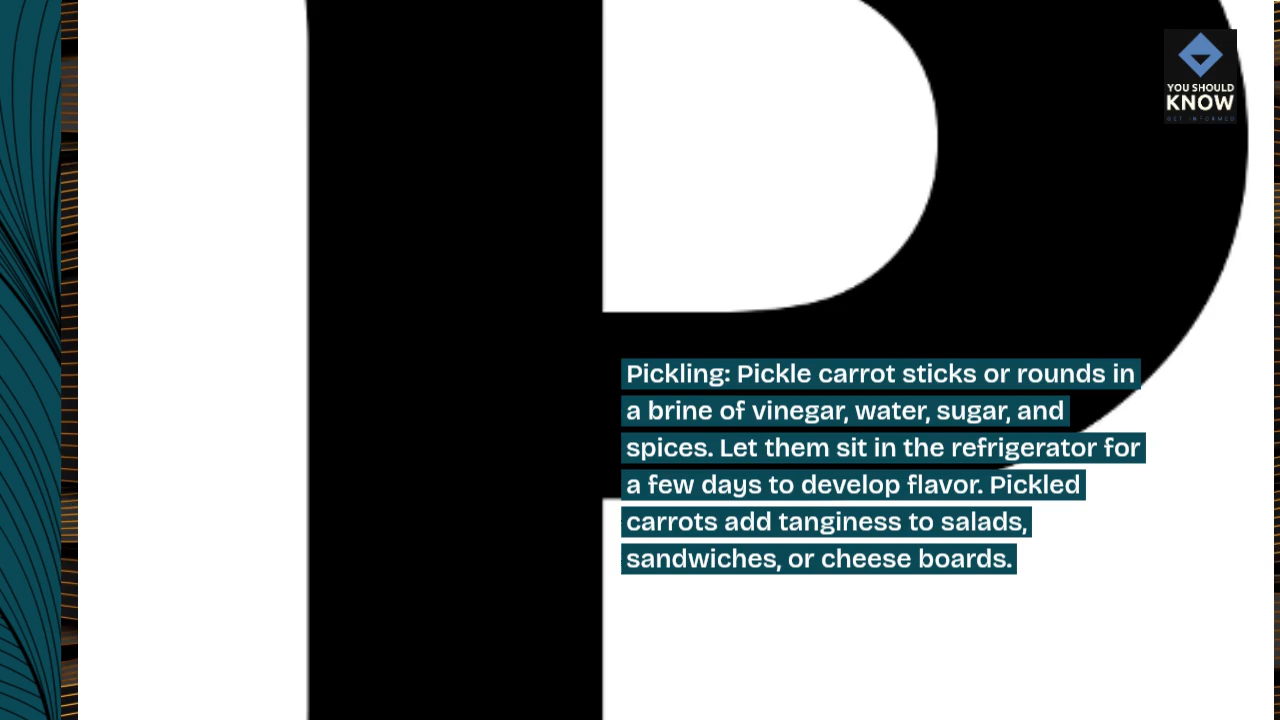 P
YOU SHOULD
KNOW
GET INFORMED
Pickling: Pickle carrot sticks or rounds in
a brine of vinegar, water, sugar, and
spices. Let them sit in the refrigerator for
a few days to develop flavor. Pickled
carrots add tanginess to salads,
sandwiches, or cheese boards.